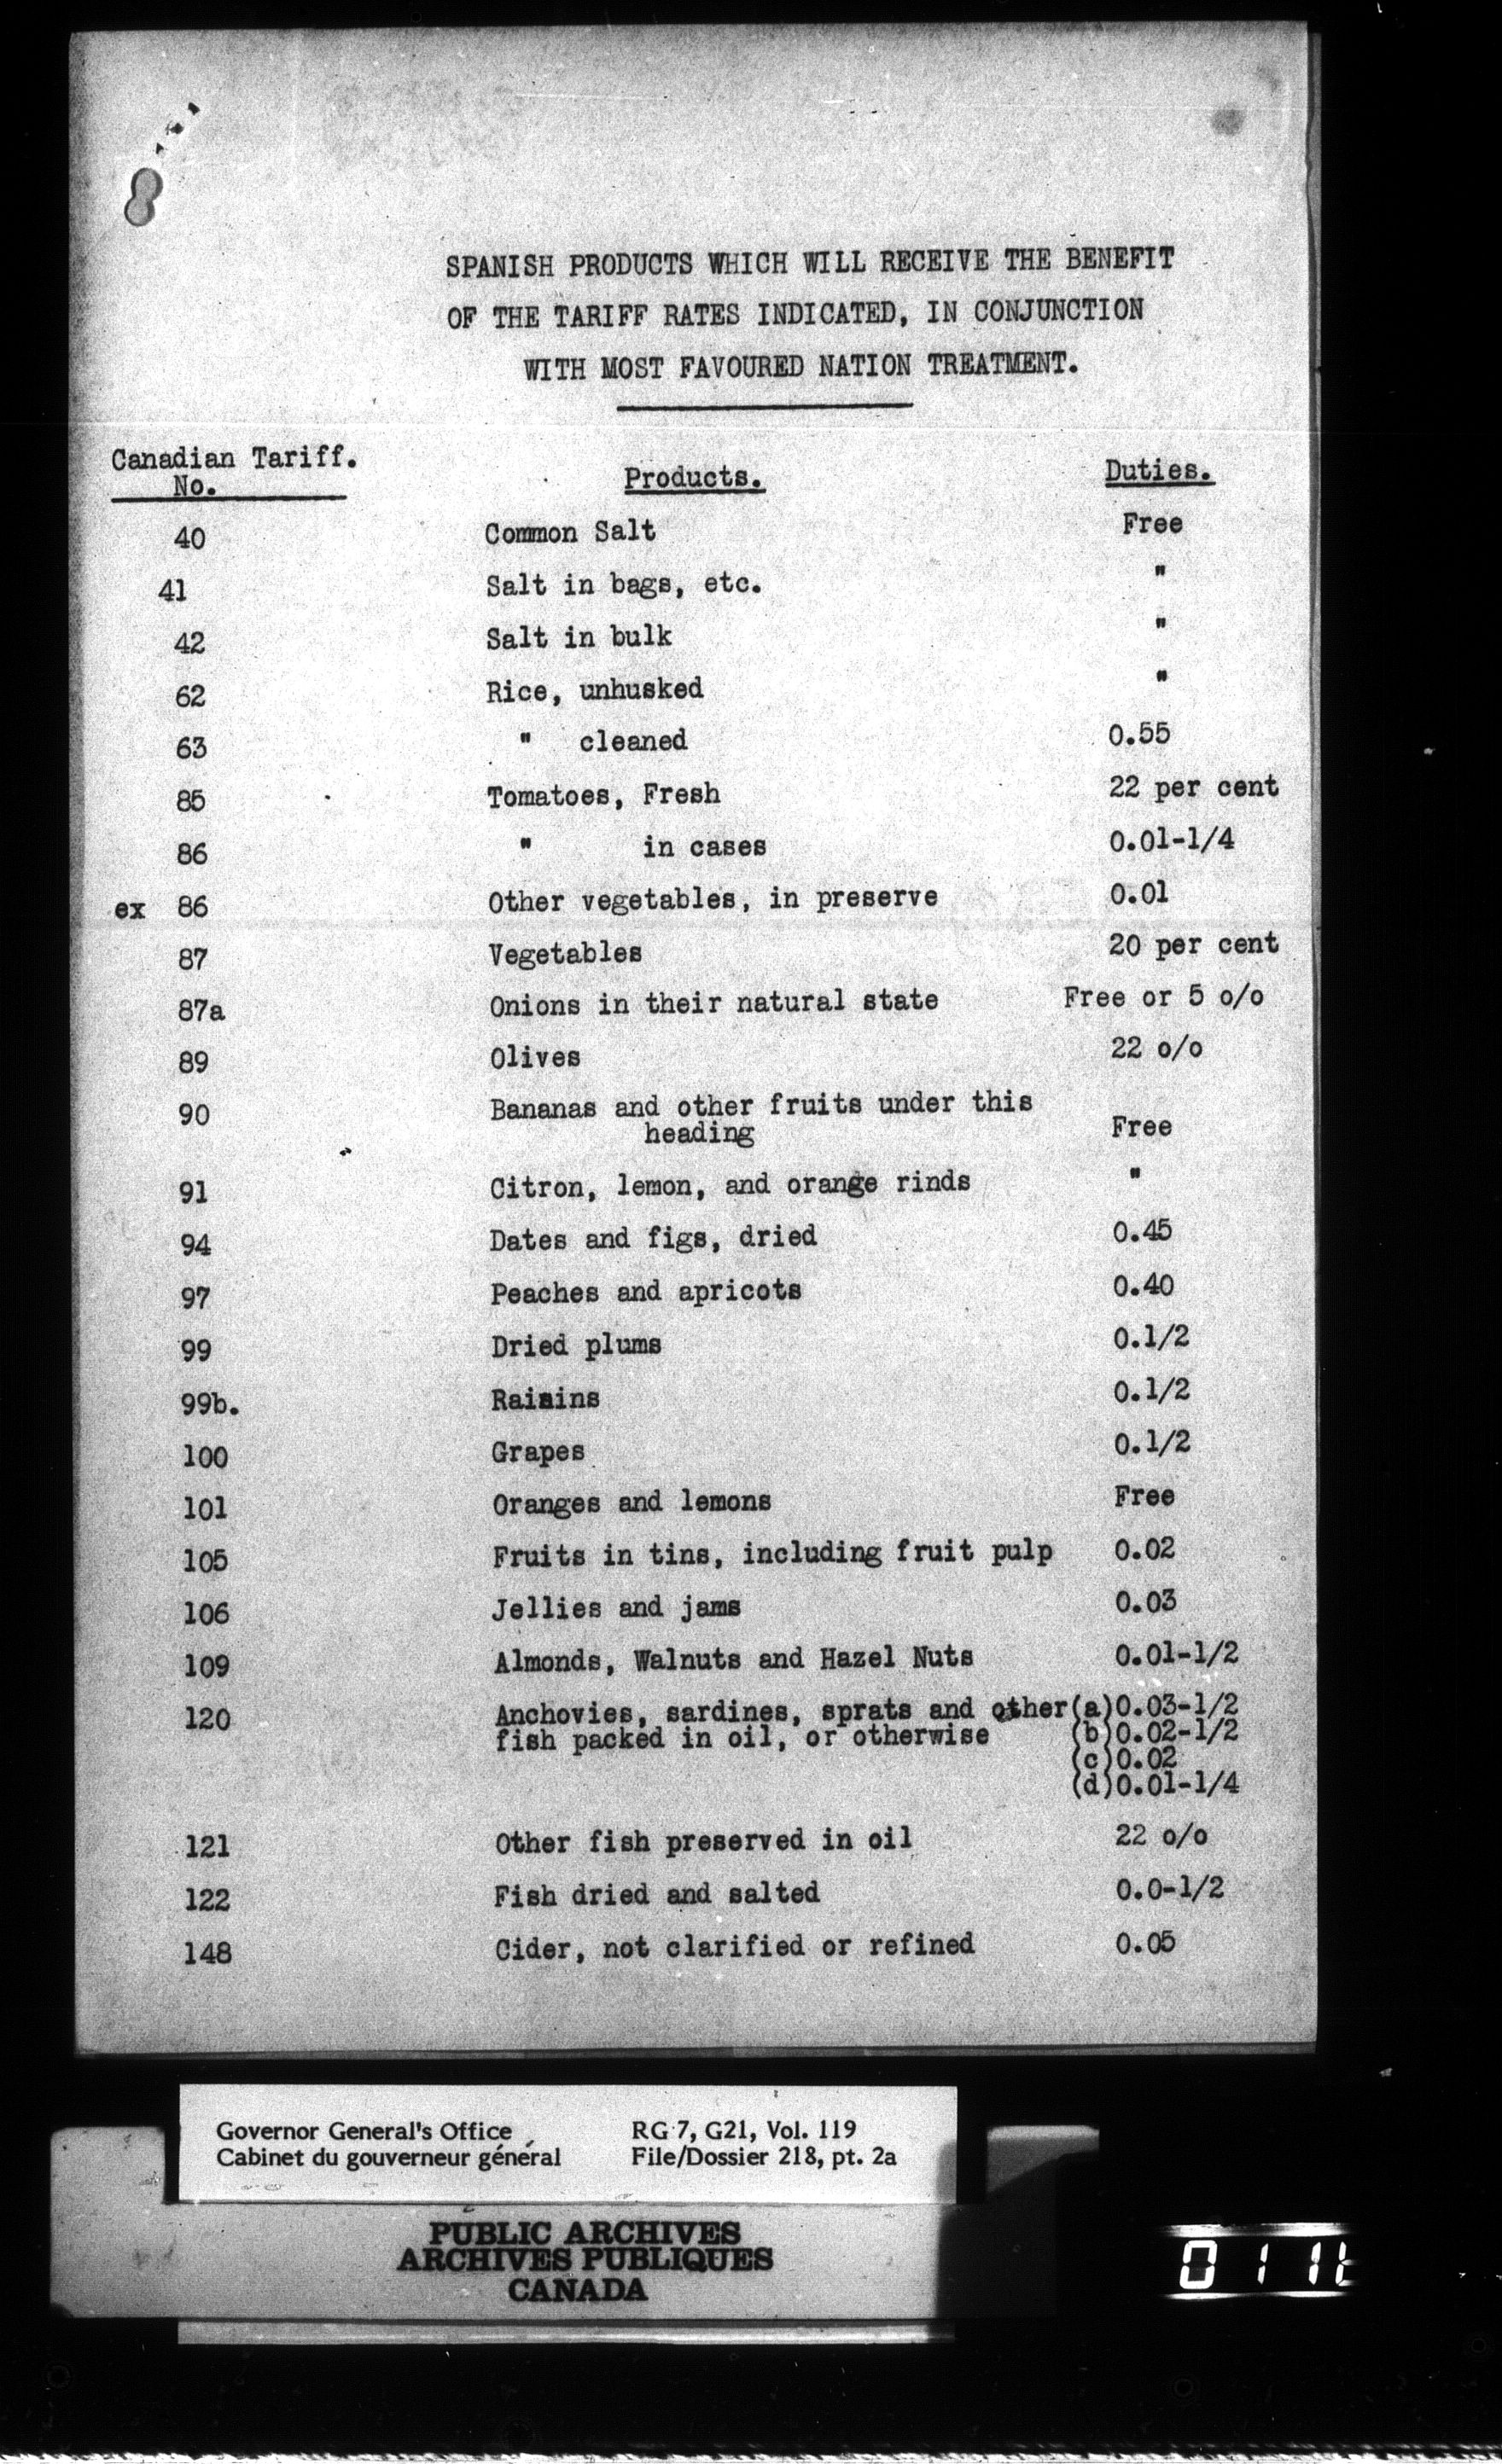 SPANISH PRODUCTS WHICH WILL RECEIVE THE BENEFIT
OF THE TARIFF RATES INDICATED, IN CONJUNCTION
WITH MOST FAVOURED NATION TREATMENT.
Canadian Tariff. No. Products. Duties.
40 Common Salt Free
41 Salt in bags, etc. "
42 Salt in bulk "
62 Rice, unhusked "
63 " cleaned 0.55
85 Tomatoes, Fresh 22 per cent
86 " in cases 0.01-1/4
ex 86 Other vegetables, in preserve 0.01
87 Vegetables 20 per cent
87a Onions in their natural state Free or 5 o/o
89 Olives 22 o/o
90 Bananas and other fruits under this
heading Free
91 Citron, lemon, and orange rinds "
94 Dates and figs, dried 0.45
97 Peaches and apricots 0.40
99 Dried plums 0.1/2
99b. Raisins 0.1/2
100 Grapes 0.1/2
101 Oranges and lemons Free
105 Fruits in tins, including fruit pulp 0.02
106 Jellies and jams 0.03
109 Almonds, Walnuts and Hazel Nuts 0.01-1/2
120 Anchovies, sardines, sprats and other (a)0.03-1/2
fish packed in oil, or otherwise (b)0.02-1/2
(c)0.02
(d)0.01-1/4
121 Other fish preserved in oil 22 o/o
122 Fish dried and salted 0.0-1/2
148 Cider, not clarified or refined 0.05
Governor General's Office RG 7, G21, Vol. 119
Cabinet du gouverneur général File/Dossier 218, pt. 2a
PUBLIC ARCHIVES
ARCHIVES PUBLIQUES
CANADA